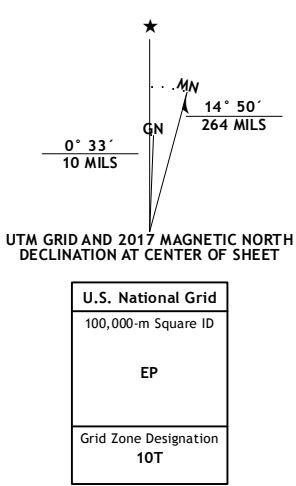 ★
MN
GN
14° 50´
264 MILS
0° 33´
10 MILS
UTM GRID AND 2017 MAGNETIC NORTH
DECLINATION AT CENTER OF SHEET
U.S. National Grid
100,000-m Square ID
EP
Grid Zone Designation
10T